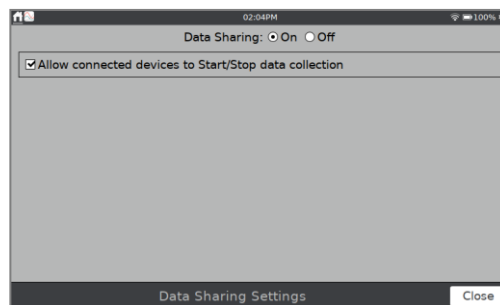 02:04PM 100%
Data Sharing: On Off
Allow connected devices to Start/Stop data collection
Data Sharing Settings Close